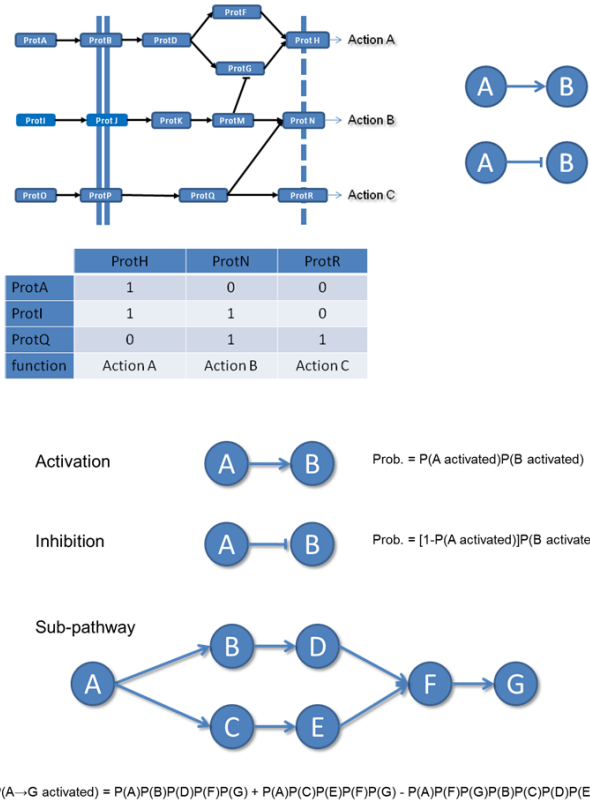 ProtF
ProtA ProtB ProtD Prot H Action A
ProtG
A B
ProtI Prot J ProtK ProtM Prot N Action B
A B
ProtO ProtP ProtQ ProtR Action C
ProtH ProtN ProtR
ProtA 1 0 0
ProtI 1 1 0
ProtQ 0 1 1
function Action A Action B Action C
Activation A B Prob. = P(A activated)P(B activated)
Inhibition A B Prob. = [1-P(A activated)]P(B activate
Sub-pathway
B D
A F G
C E
(A→G activated) = P(A)P(B)P(D)P(F)P(G) + P(A)P(C)P(E)P(F)P(G) - P(A)P(F)P(G)P(B)P(C)P(D)P(E